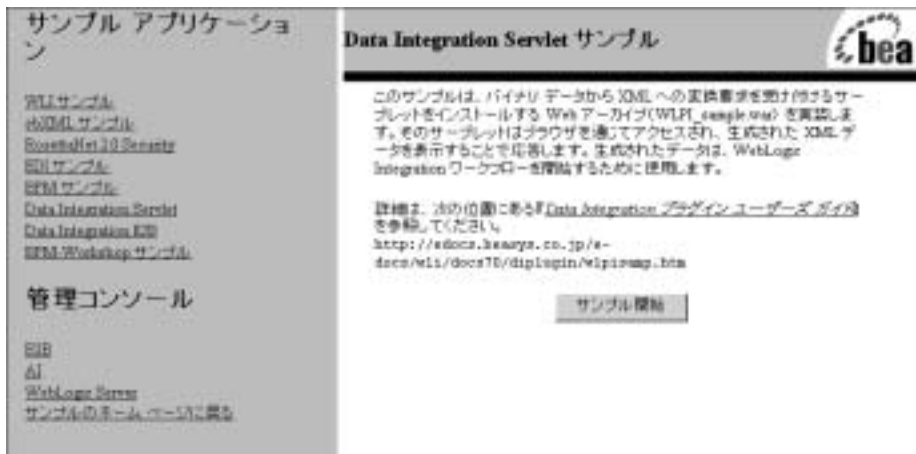 サンプル アプリケーショ
ン
WLI サンプル
ebXML サンプル
RosettaNet 2.0 Security
EDI サンプル
BPM サンプル
Data Integration Servlet
Data Integration EJB
BPM-Workshop サンプル
管理コンソール
B2B
AI
WebLogic Server
サンプルのホーム ページに戻る
Data Integration Servlet サンプル
bea
このサンプルは、バイナリ データから XML への変換要求を受け付けるサー
ブレットをインストールする Web アーカイブ(WLPI_sample.war) を実装しま
す。そのサーブレットはブラウザを通じてアクセスされ、生成された XML デ
ータを表示することで応答します。生成されたデータは、WebLogic
Integration ワークフローを開始するために使用します。
詳細は、次の位置にある『Data Integration プラグイン ユーザーズ ガイド』
を参照してください。
http://edocs.beasys.co.jp/e-
docs/wli/docs70/diplugin/wlpisamp.htm
サンプル開始